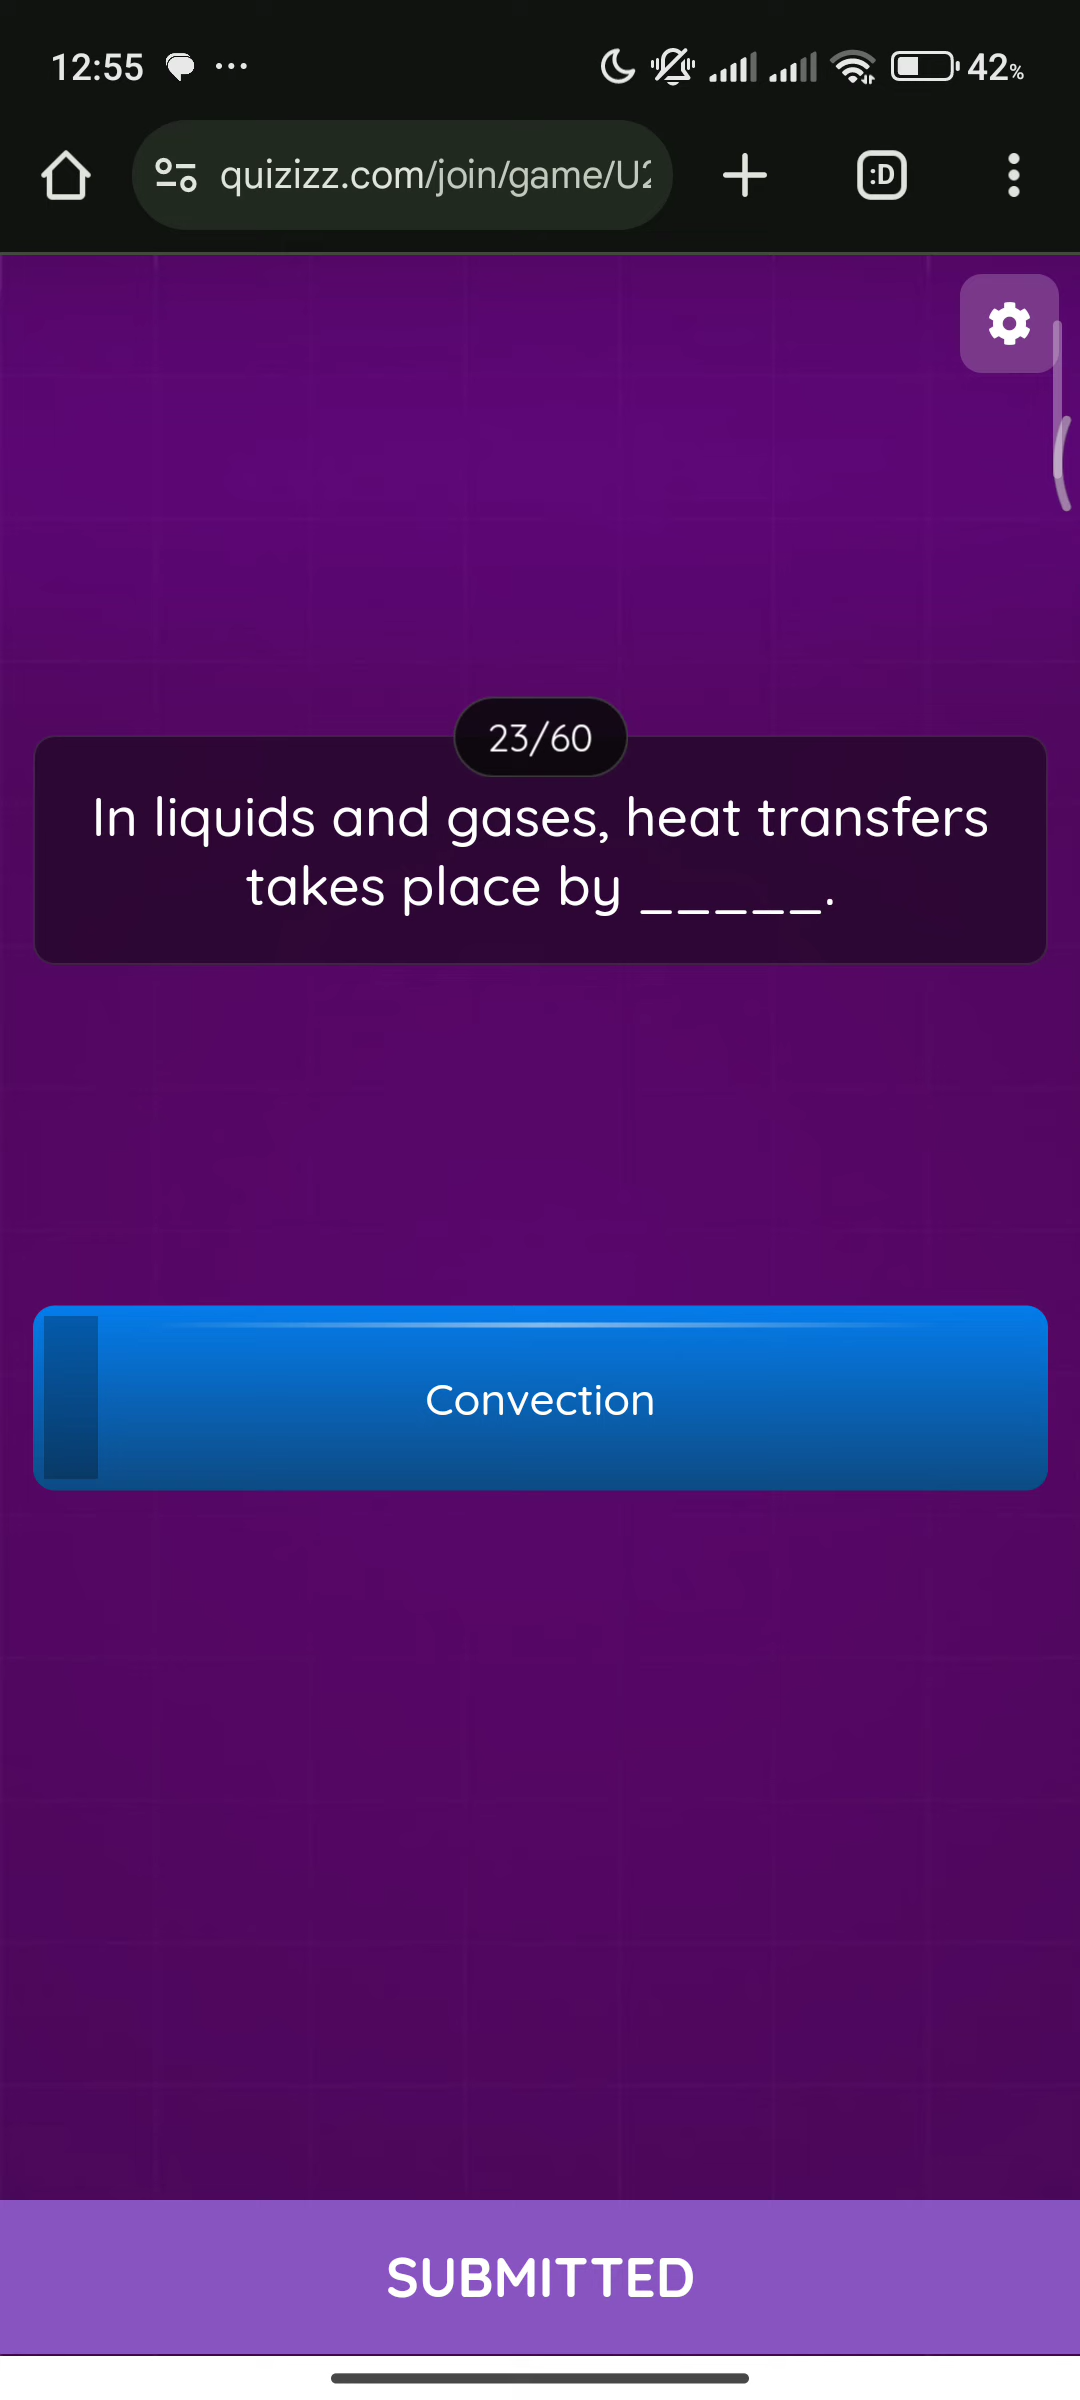 12:55
42%
quizizz.com/join/game/U2
:D
23/60
In liquids and gases, heat transfers
takes place by _____.
Convection
SUBMITTED